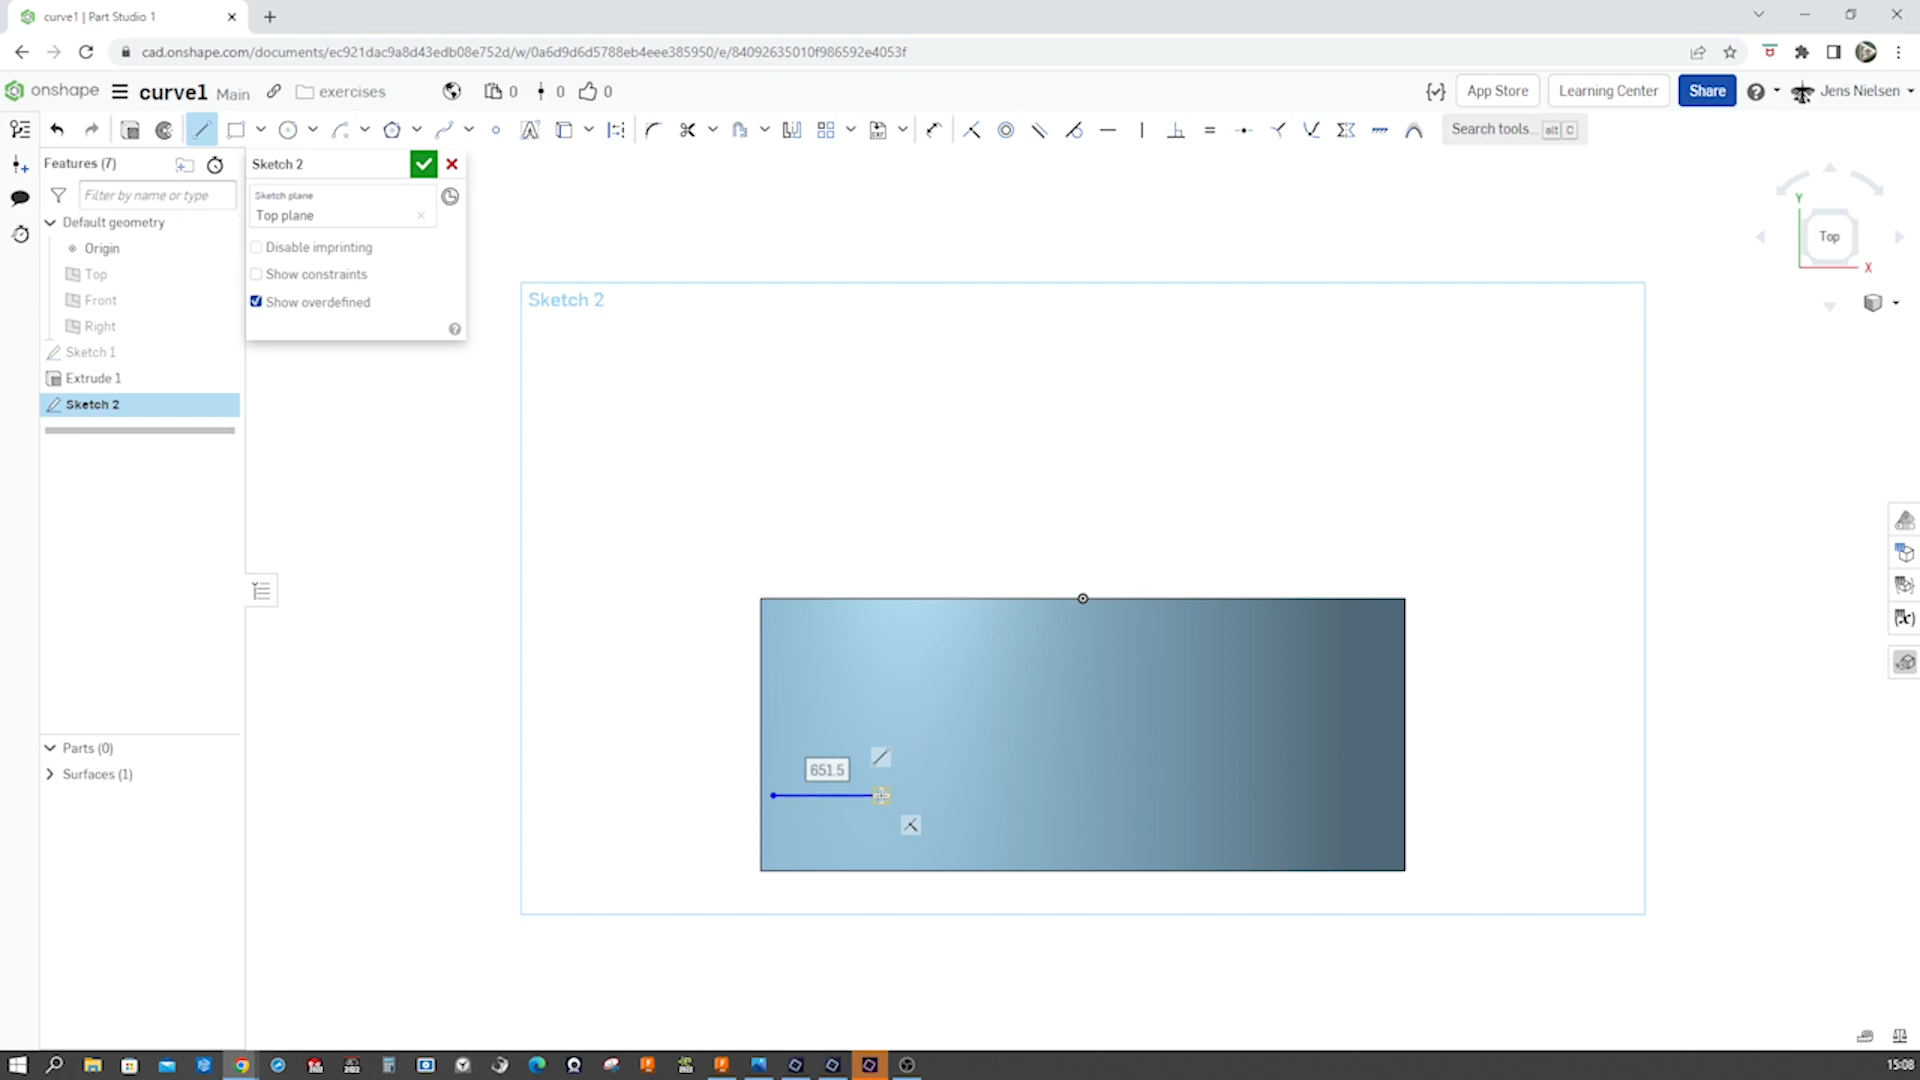 curve1 | Part Studio 1
cad.onshape.com/documents/ec921dac9a8d43edb08e752d/w/0a6d9d6d5788eb4eee385950/e/84092635010f986592e4053f
onshape curve1 Main exercises 0 0 0 App Store Learning Center Share Jens Nielsen
Search tools... alt C
Features (7)
Filter by name or type
Default geometry
Origin
Top
Front
Right
Sketch 1
Extrude 1
Sketch 2
Parts (0)
Surfaces (1)
Sketch 2
Sketch plane
Top plane
Disable imprinting
Show constraints
Show overdefined
Sketch 2
651.5
Y
Top
X
(x)
15:08